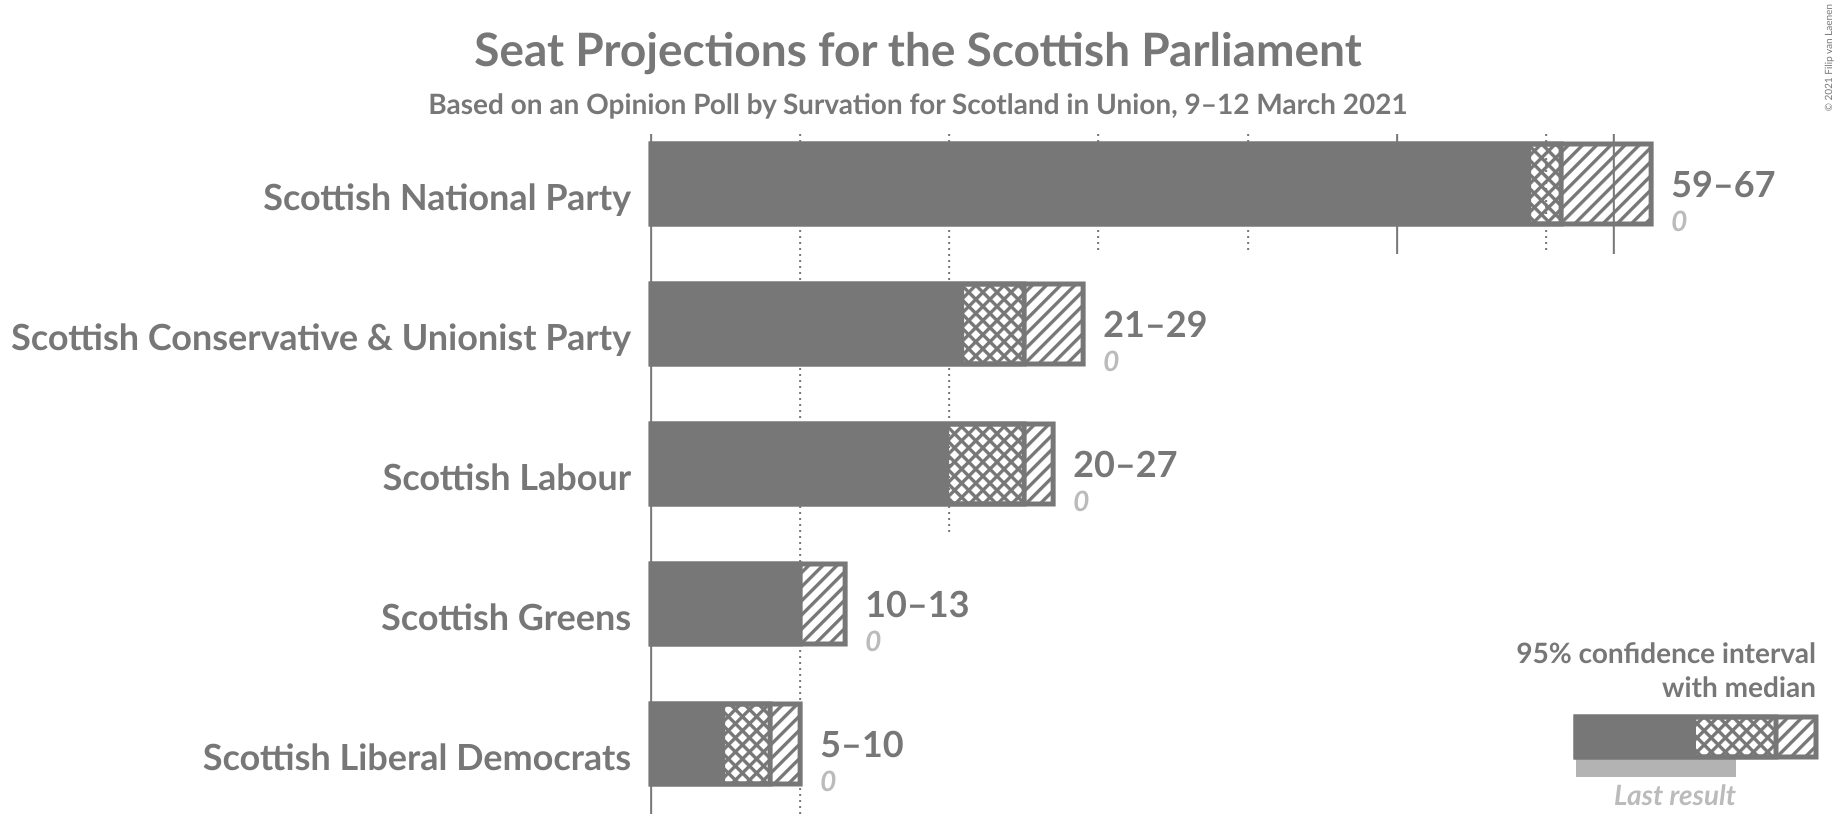 Seat Projections for the Scottish Parliament
Based on an Opinion Poll by Survation for Scotland in Union, 9–12 March 2021
© 2021 Filip van Laenen
Scottish National Party
59–67
0
Scottish Conservative & Unionist Party
21–29
0
Scottish Labour
20–27
0
Scottish Greens
10–13
0
Scottish Liberal Democrats
5–10
0
95% confidence interval
with median
Last result